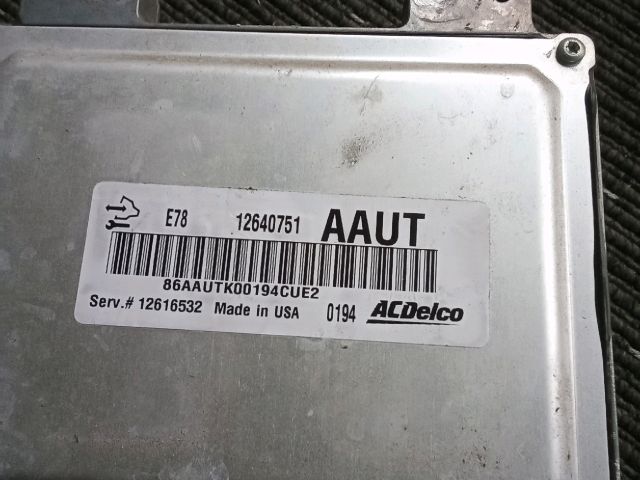 E78 12640751 AAUT
86AAUTK00194CUE2
Serv.# 12616532 Made in USA 0194 ACDelco